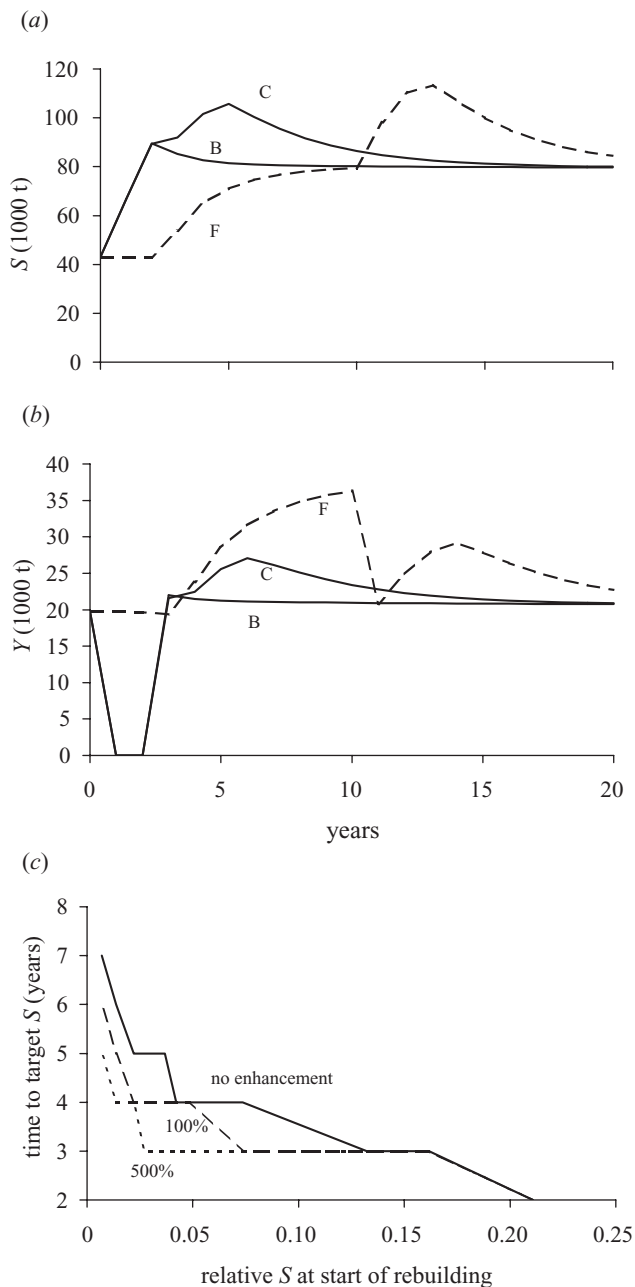 (a)
120
100
80
60
40
20
0
S (1000 t)
C
B
F
(b)
40
35
30
25
20
15
10
5
0
Y (1000 t)
F
C
B
0 5 10 15 20
years
(c)
8
7
6
5
4
3
2
time to target S (years)
no enhancement
100%
500%
0 0.05 0.10 0.15 0.20 0.25
relative S at start of rebuilding